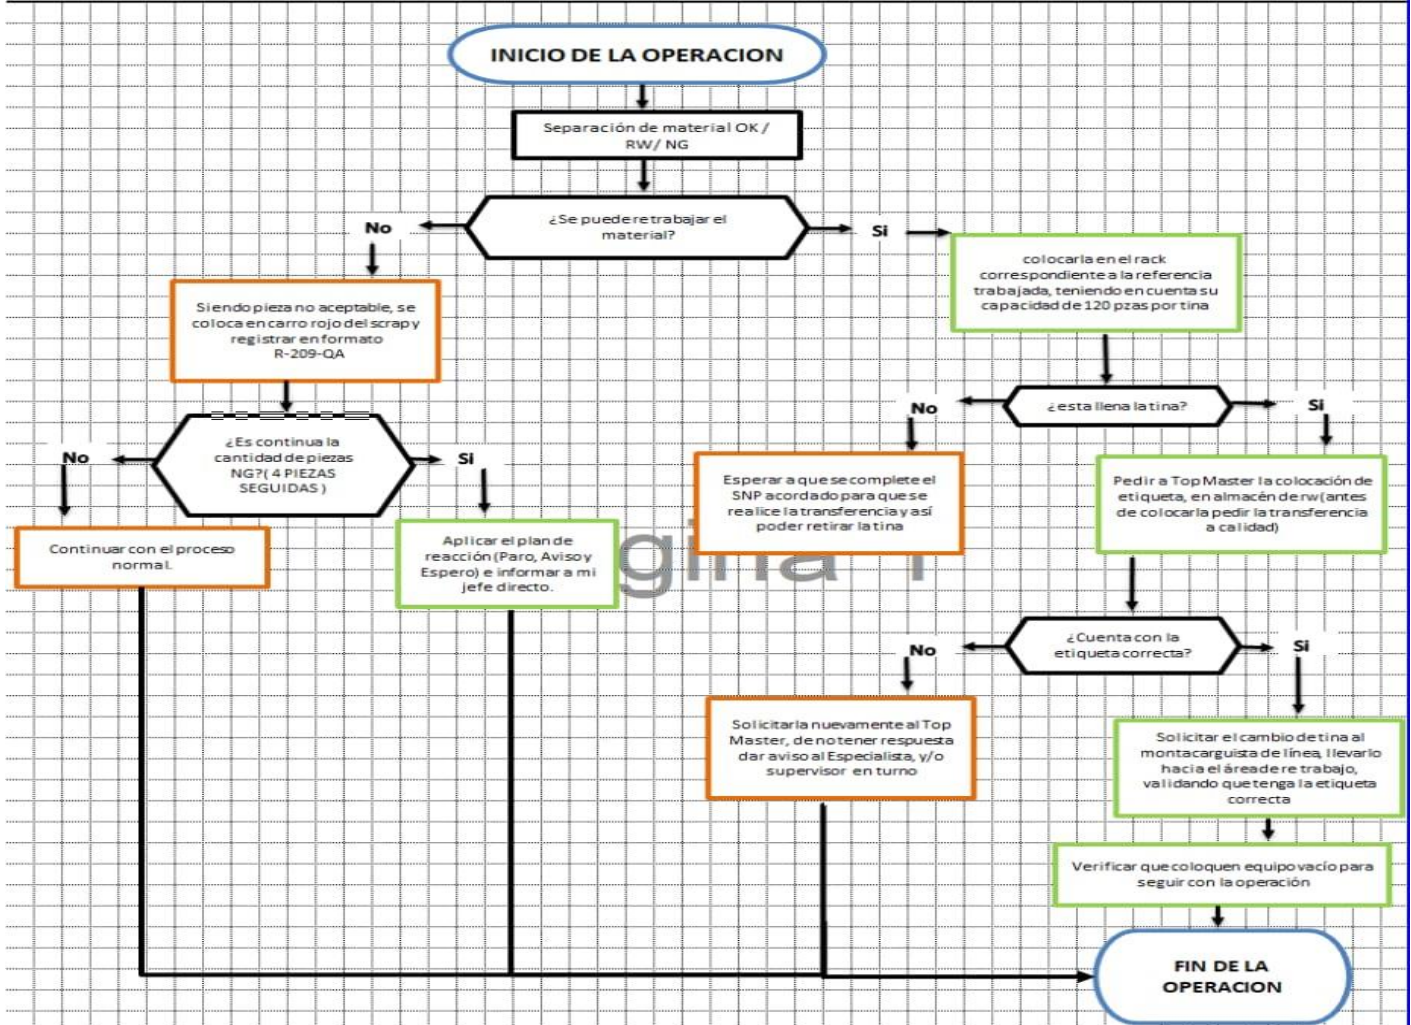 INICIO DE LA OPERACION
Separación de material OK /
RW/ NG
¿Se puede retrabajar el
material?
No
Si
Siendo pieza no aceptable, se
coloca en carro rojo del scrap y
registrar en formato
R-209-QA
colocarla en el rack
correspondiente a la referencia
trabajada, teniendo en cuenta su
capacidad de 120 pzas por tina
¿Es continua la
cantidad de piezas
NG?( 4 PIEZAS
SEGUIDAS )
No
Si
¿esta llena la tina?
No
Si
Continuar con el proceso
normal.
Aplicar el plan de
reacción (Paro, Aviso y
Espero) e informar a mi
jefe directo.
Esperar a que se complete el
SNP acordado para que se
realice la transferencia y así
poder retirar la tina
Pedir a Top Master la colocación de
etiqueta, en almacén de rw(antes
de colocarla pedir la transferencia
a calidad)
¿Cuenta con la
etiqueta correcta?
No
Si
Solicitarla nuevamente al Top
Master, de no tener respuesta
dar aviso al Especialista, y/o
supervisor en turno
Solicitar el cambio de tina al
montacarguista de línea, llevarlo
hacia el área de re trabajo,
validando que tenga la etiqueta
correcta
Verificar que coloquen equipo vacío para
seguir con la operación
FIN DE LA
OPERACION